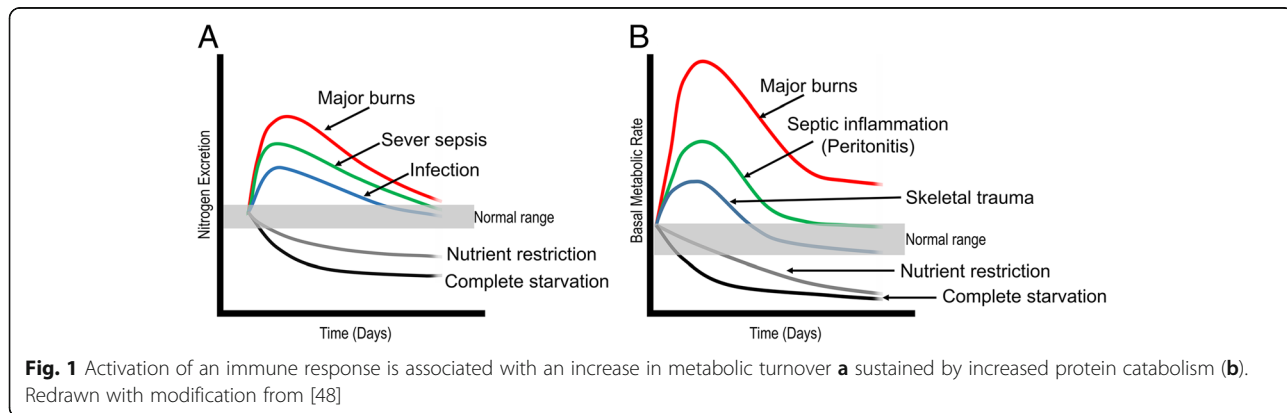 A
Nitrogen Excretion
Major burns
Sever sepsis
Infection
Normal range
Nutrient restriction
Complete starvation
Time (Days)
B
Basal Metabolic Rate
Major burns
Septic inflammation
(Peritonitis)
Skeletal trauma
Normal range
Nutrient restriction
Complete starvation
Time (Days)
Fig. 1 Activation of an immune response is associated with an increase in metabolic turnover a sustained by increased protein catabolism (b).
Redrawn with modification from [48]